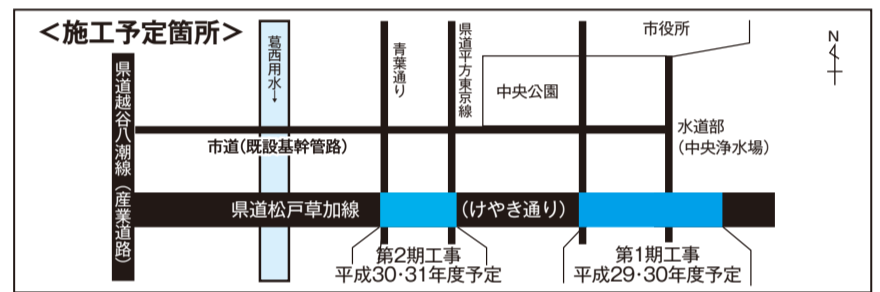 ＜施工予定箇所＞
県道越谷八潮線（産業道路）
葛西用水→
青葉通り
県道平方東京線
市役所
中央公園
N
水道部
（中央浄水場）
市道（既設基幹管路）
県道松戸草加線
（けやき通り）
第2期工事
平成30・31年度予定
第1期工事
平成29・30年度予定